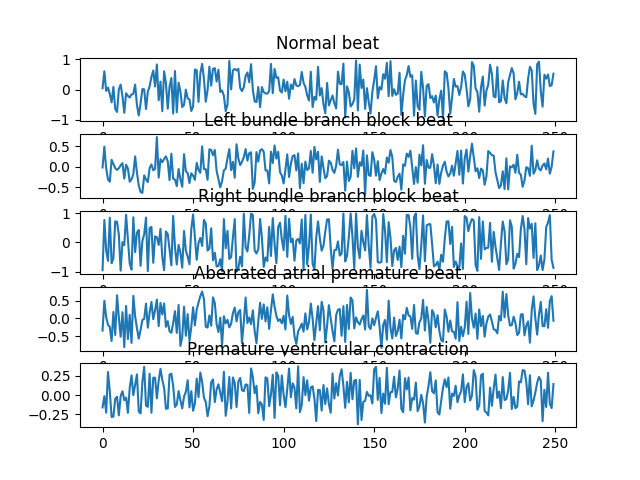 Normal beat
1
0
−1
Left bundle branch block beat
0.5
0.0
−0.5
Right bundle branch block beat
1
0
−1
Aberrated atrial premature beat
0.5
0.0
−0.5
Premature ventricular contraction
0.25
0.00
−0.25
0 50 100 150 200 250